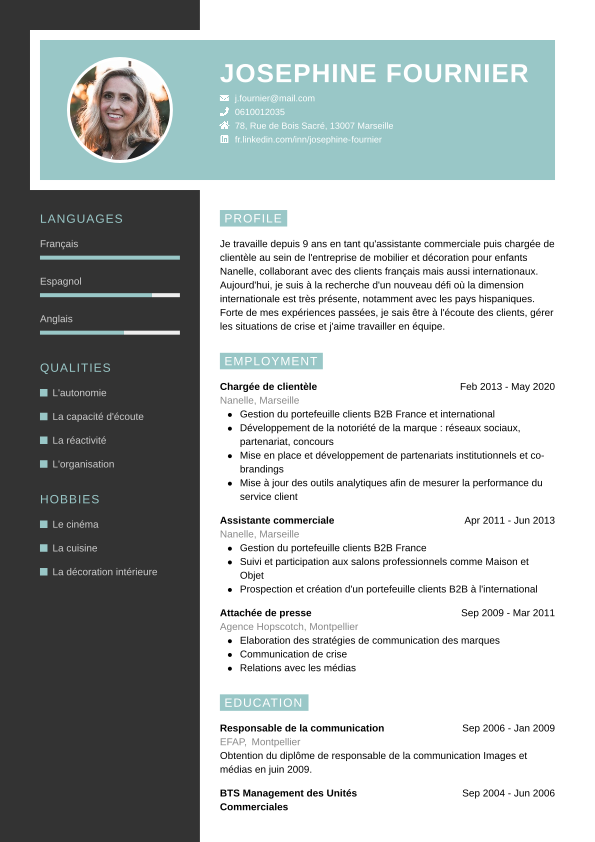 JOSEPHINE FOURNIER
j.fournier@mail.com
0610012035
78, Rue de Bois Sacré, 13007 Marseille
fr.linkedin.com/inn/josephine-fournier
LANGUAGES
Français
Espagnol
Anglais
QUALITIES
L'autonomie
La capacité d'écoute
La réactivité
L'organisation
HOBBIES
Le cinéma
La cuisine
La décoration intérieure
PROFILE
Je travaille depuis 9 ans en tant qu'assistante commerciale puis chargée de
clientèle au sein de l'entreprise de mobilier et décoration pour enfants
Nanelle, collaborant avec des clients français mais aussi internationaux.
Aujourd'hui, je suis à la recherche d'un nouveau défi où la dimension
internationale est très présente, notamment avec les pays hispaniques.
Forte de mes expériences passées, je sais être à l'écoute des clients, gérer
les situations de crise et j'aime travailler en équipe.
EMPLOYMENT
Chargée de clientèle Feb 2013 - May 2020
Nanelle, Marseille
• Gestion du portefeuille clients B2B France et international
• Développement de la notoriété de la marque : réseaux sociaux,
partenariat, concours
• Mise en place et développement de partenariats institutionnels et co-
brandings
• Mise à jour des outils analytiques afin de mesurer la performance du
service client
Assistante commerciale Apr 2011 - Jun 2013
Nanelle, Marseille
• Gestion du portefeuille clients B2B France
• Suivi et participation aux salons professionnels comme Maison et
Objet
• Prospection et création d'un portefeuille clients B2B à l'international
Attachée de presse Sep 2009 - Mar 2011
Agence Hopscotch, Montpellier
• Elaboration des stratégies de communication des marques
• Communication de crise
• Relations avec les médias
EDUCATION
Responsable de la communication Sep 2006 - Jan 2009
EFAP, Montpellier
Obtention du diplôme de responsable de la communication Images et
médias en juin 2009.
BTS Management des Unités Sep 2004 - Jun 2006
Commerciales